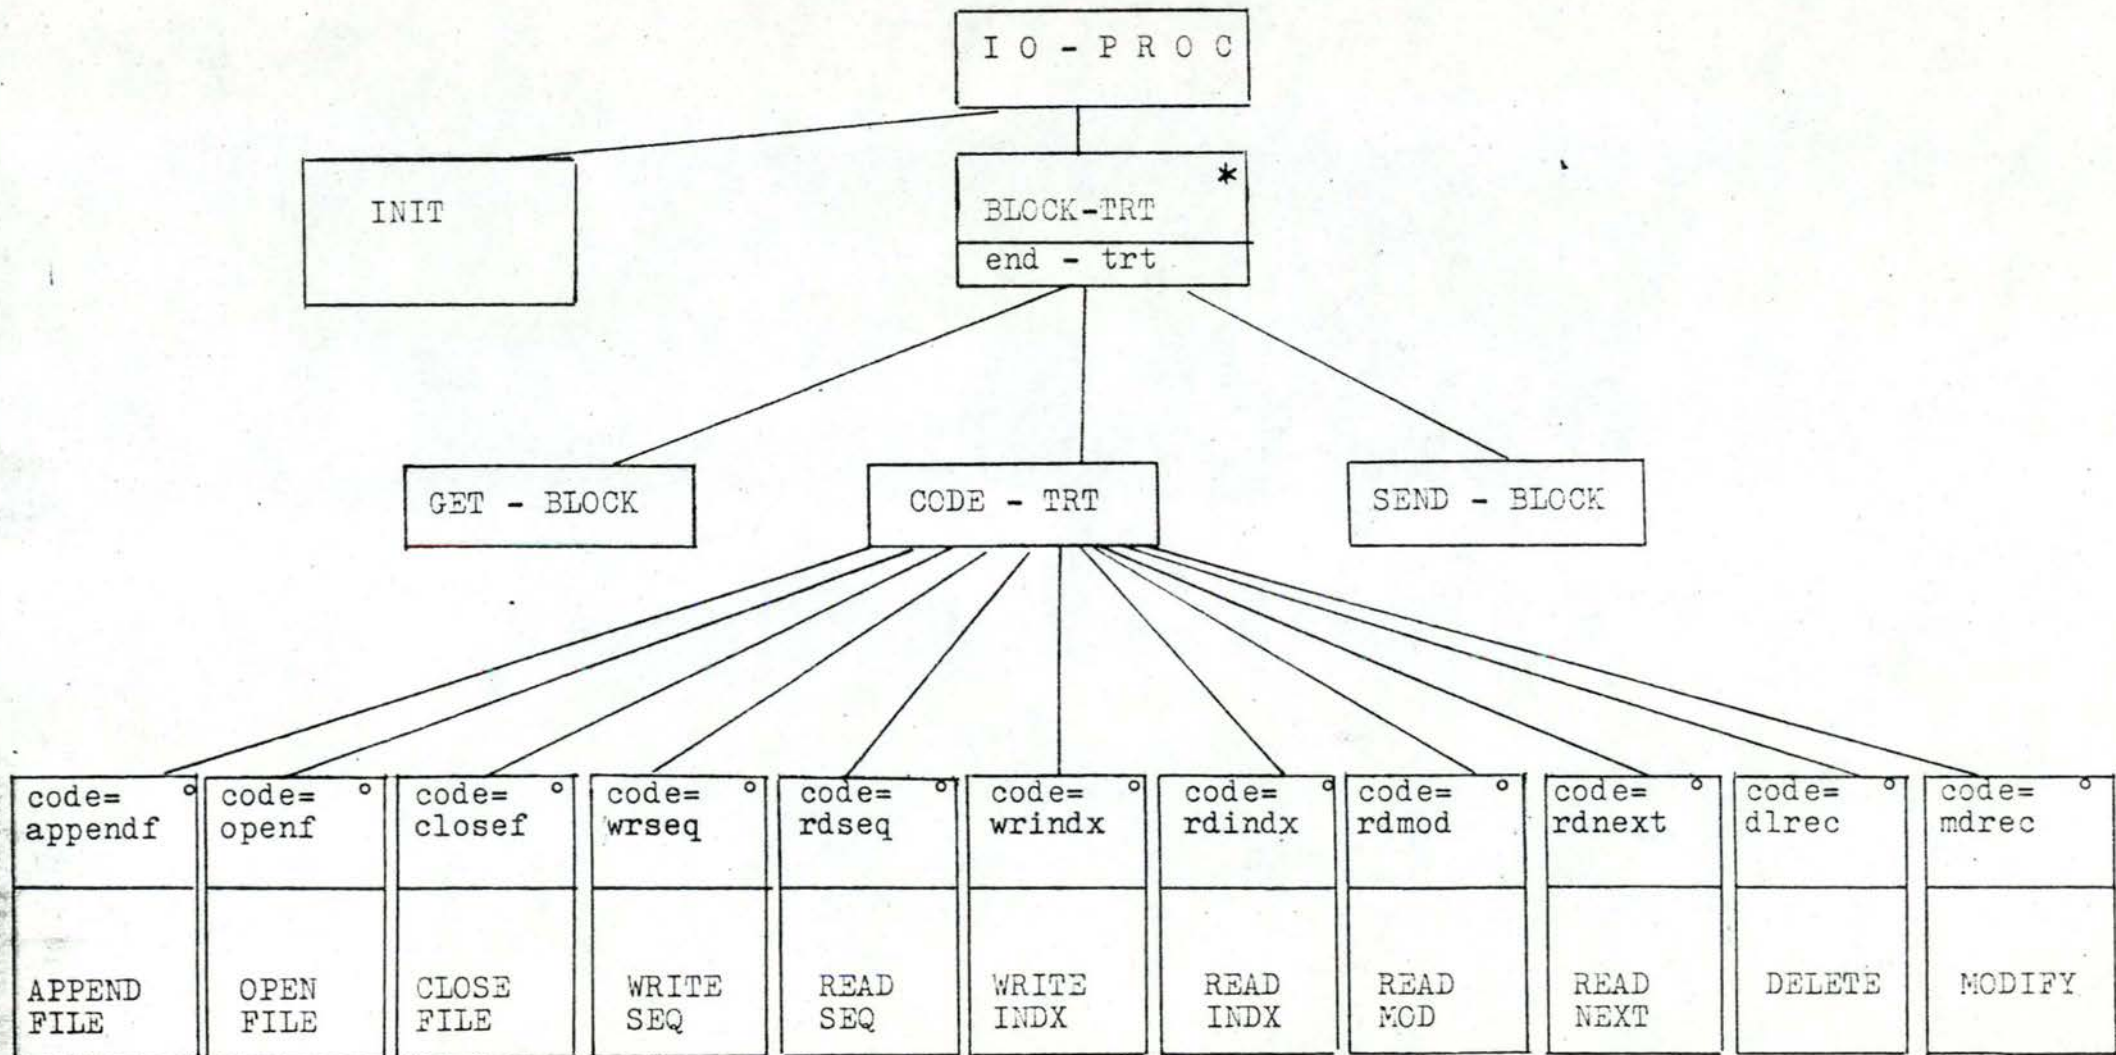 I O - P R O C
INIT
*
BLOCK-TRT
end - trt
GET - BLOCK
CODE - TRT
SEND - BLOCK
code=
appendf
APPEND
FILE
code=
openf
OPEN
FILE
code=
closef
CLOSE
FILE
code=
wrseq
WRITE
SEQ
code=
rdseq
READ
SEQ
code=
wrindx
WRITE
INDX
code=
rdindx
READ
INDX
code=
rdmod
READ
MOD
code=
rdnext
READ
NEXT
code=
dlrec
DELETE
code=
mdrec
MODIFY